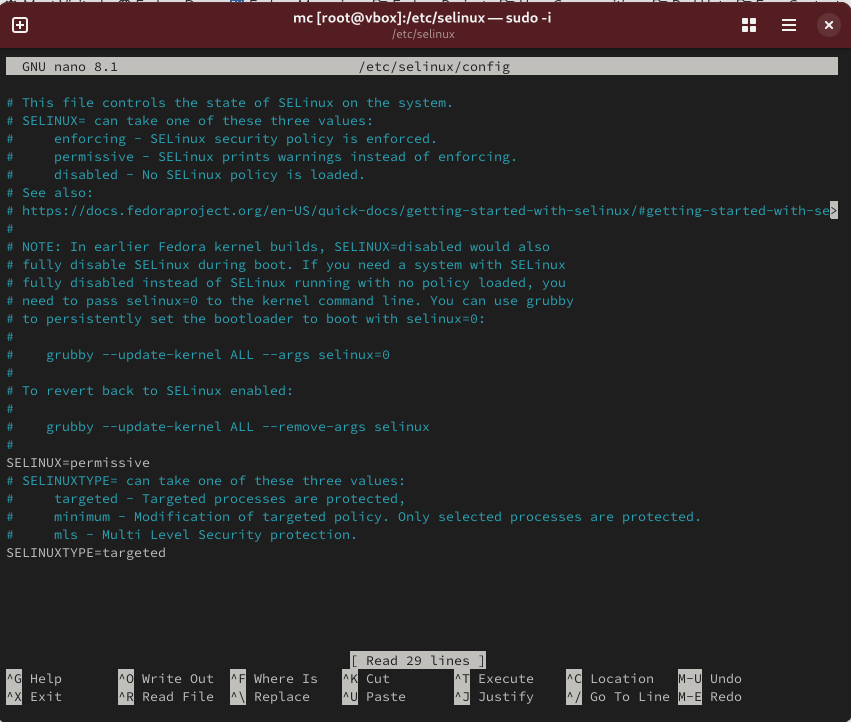 mc [root@vbox]:/etc/selinux — sudo -i
/etc/selinux
GNU nano 8.1 /etc/selinux/config
# This file controls the state of SELinux on the system.
# SELINUX= can take one of these three values:
#     enforcing - SELinux security policy is enforced.
#     permissive - SELinux prints warnings instead of enforcing.
#     disabled - No SELinux policy is loaded.
# See also:
# https://docs.fedoraproject.org/en-US/quick-docs/getting-started-with-selinux/#getting-started-with-se>
#
# NOTE: In earlier Fedora kernel builds, SELINUX=disabled would also
# fully disable SELinux during boot. If you need a system with SELinux
# fully disabled instead of SELinux running with no policy loaded, you
# need to pass selinux=0 to the kernel command line. You can use grubby
# to persistently set the bootloader to boot with selinux=0:
#
#    grubby --update-kernel ALL --args selinux=0
#
# To revert back to SELinux enabled:
#
#    grubby --update-kernel ALL --remove-args selinux
#
SELINUX=permissive
# SELINUXTYPE= can take one of these three values:
#     targeted - Targeted processes are protected,
#     minimum - Modification of targeted policy. Only selected processes are protected.
#     mls - Multi Level Security protection.
SELINUXTYPE=targeted
[ Read 29 lines ]
^G Help ^O Write Out ^F Where Is ^K Cut ^T Execute ^C Location M-U Undo
^X Exit ^R Read File ^\ Replace ^U Paste ^J Justify ^/ Go To Line M-E Redo